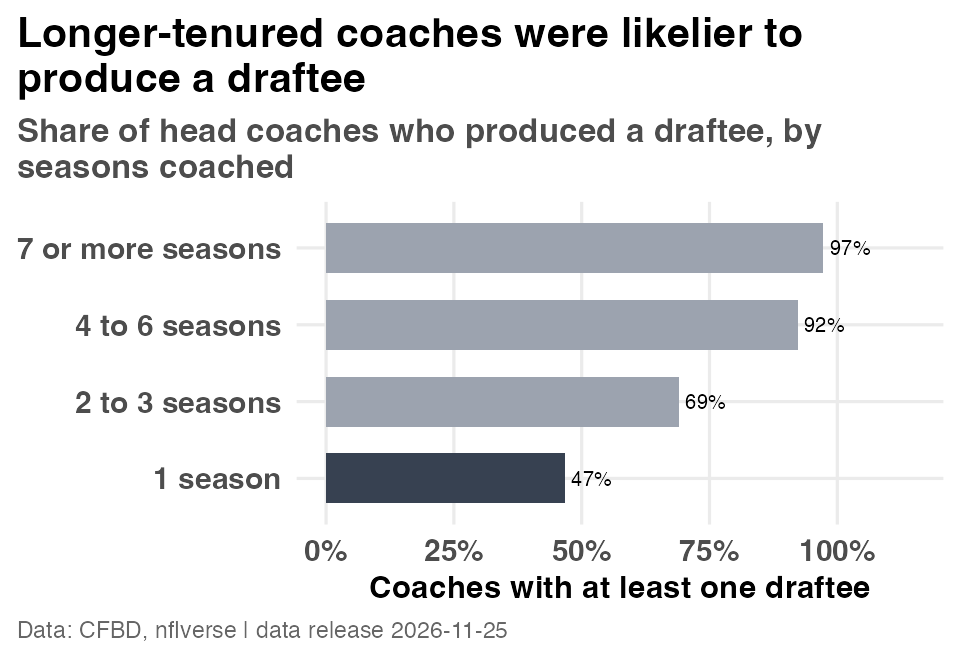 Longer-tenured coaches were likelier to
produce a draftee
Share of head coaches who produced a draftee, by
seasons coached
7 or more seasons
97%
4 to 6 seasons
92%
2 to 3 seasons
69%
1 season
47%
0% 25% 50% 75% 100%
Coaches with at least one draftee
Data: CFBD, nflverse | data release 2026-11-25